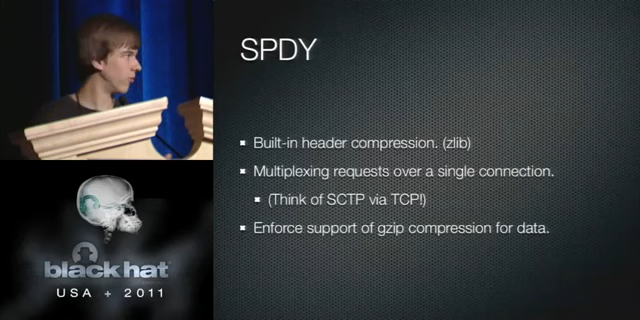 SPDY
Built-in header compression. (zlib)
Multiplexing requests over a single connection.
(Think of SCTP via TCP!)
Enforce support of gzip compression for data.
black hat
USA + 2011